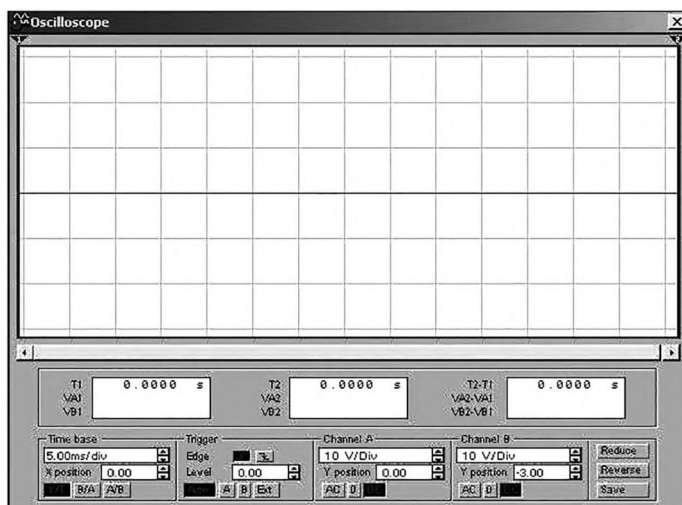 Oscilloscope
1
2
T1 0.0000 s T2 0.0000 s T2-T1 0.0000 s
VA1 VA2 VA2-VA1
VB1 VB2 VB2-VB1
Time base Trigger Channel A Channel B
5.00ms/div Edge 10 V/Div 10 V/Div Reduce
X position 0.00 Level 0.00 Y position 0.00 Y position -3.00 Reverse
B/A A/B A B Ext AC 0 AC 0 Save